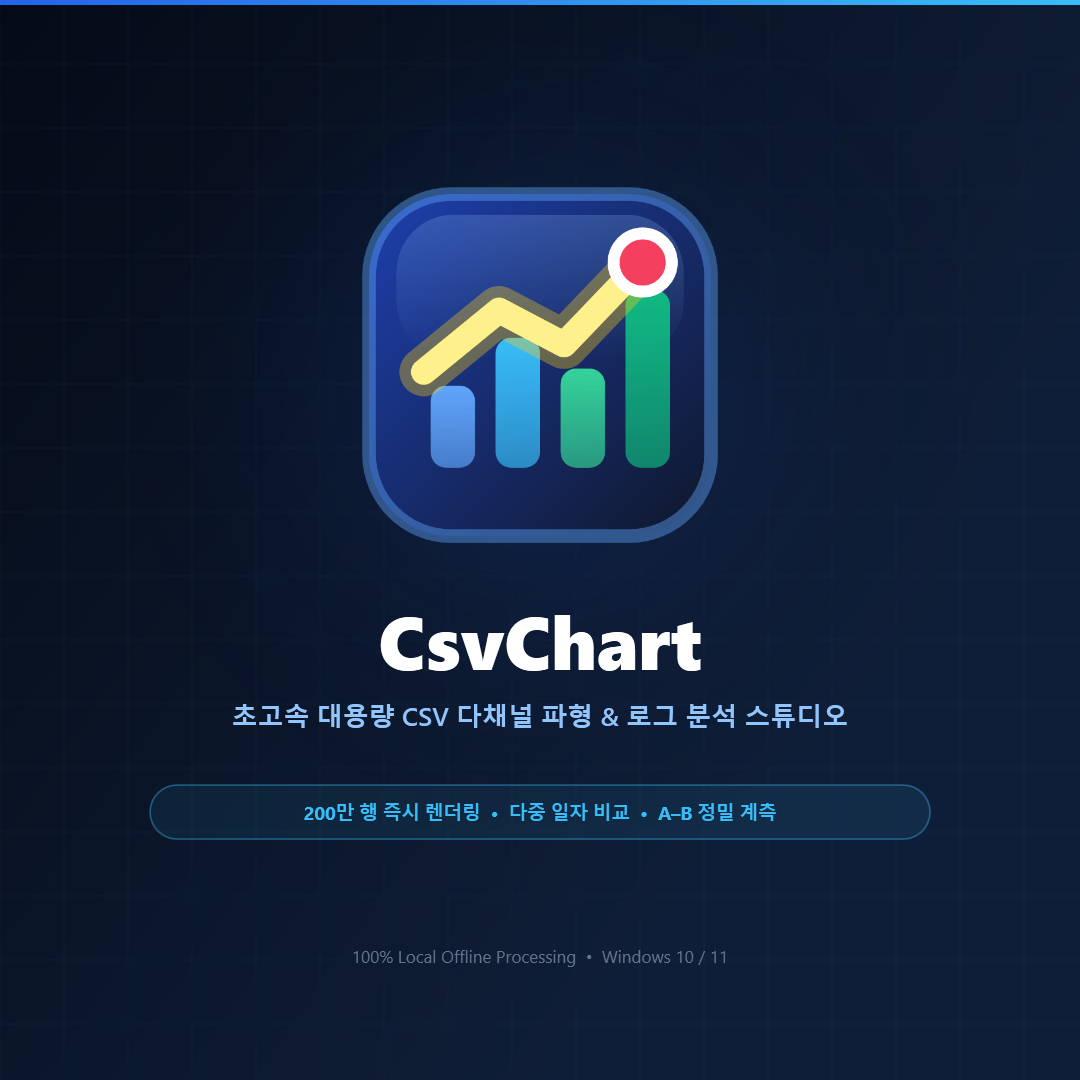 CsvChart
초고속 대용량 CSV 다채널 파형 & 로그 분석 스튜디오
200만 행 즉시 렌더링 • 다중 일자 비교 • A–B 정밀 계측
100% Local Offline Processing • Windows 10 / 11